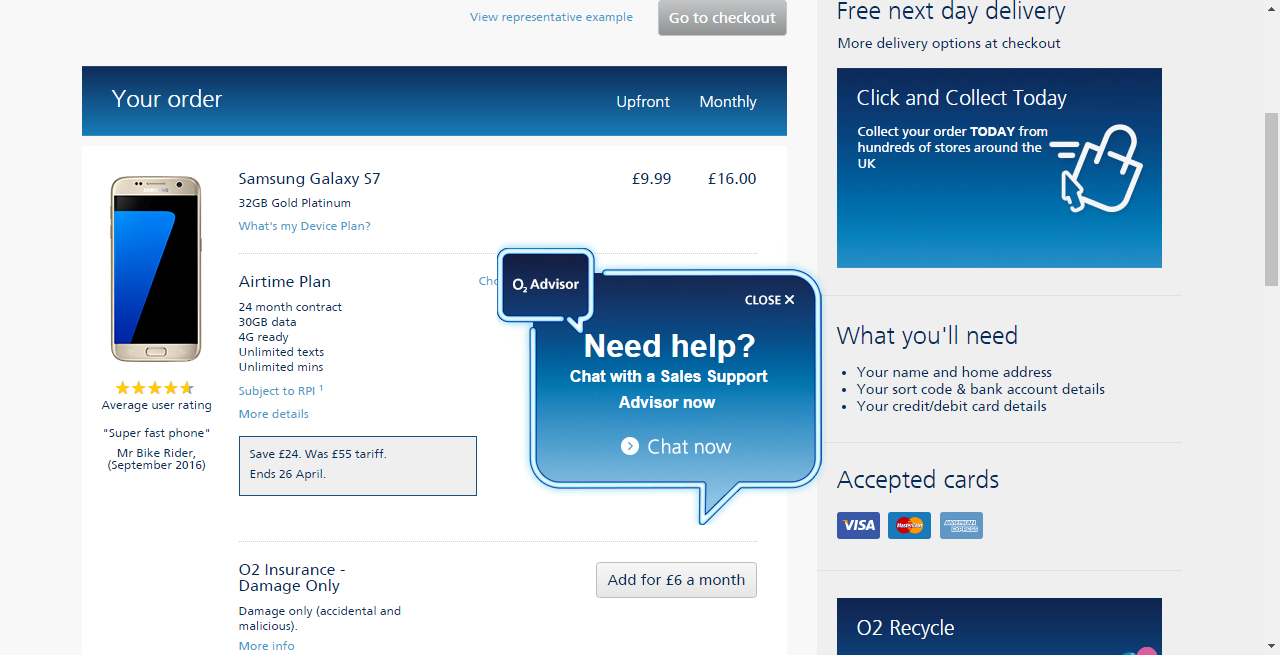 View representative example
Go to checkout
Your order
Upfront
Monthly
Samsung Galaxy S7
£9.99
£16.00
32GB Gold Platinum
What's my Device Plan?
Airtime Plan
24 month contract
30GB data
4G ready
Unlimited texts
Unlimited mins
Subject to RPI 1
More details
Average user rating
"Super fast phone"
Mr Bike Rider,
(September 2016)
Save £24. Was £55 tariff.
Ends 26 April.
O2 Advisor
CLOSE X
Need help?
Chat with a Sales Support
Advisor now
Chat now
O2 Insurance -
Damage Only
Add for £6 a month
Damage only (accidental and
malicious).
More info
Free next day delivery
More delivery options at checkout
Click and Collect Today
Collect your order TODAY from
hundreds of stores around the
UK
What you'll need
• Your name and home address
• Your sort code & bank account details
• Your credit/debit card details
Accepted cards
VISA
MasterCard
AMERICAN
EXPRESS
O2 Recycle